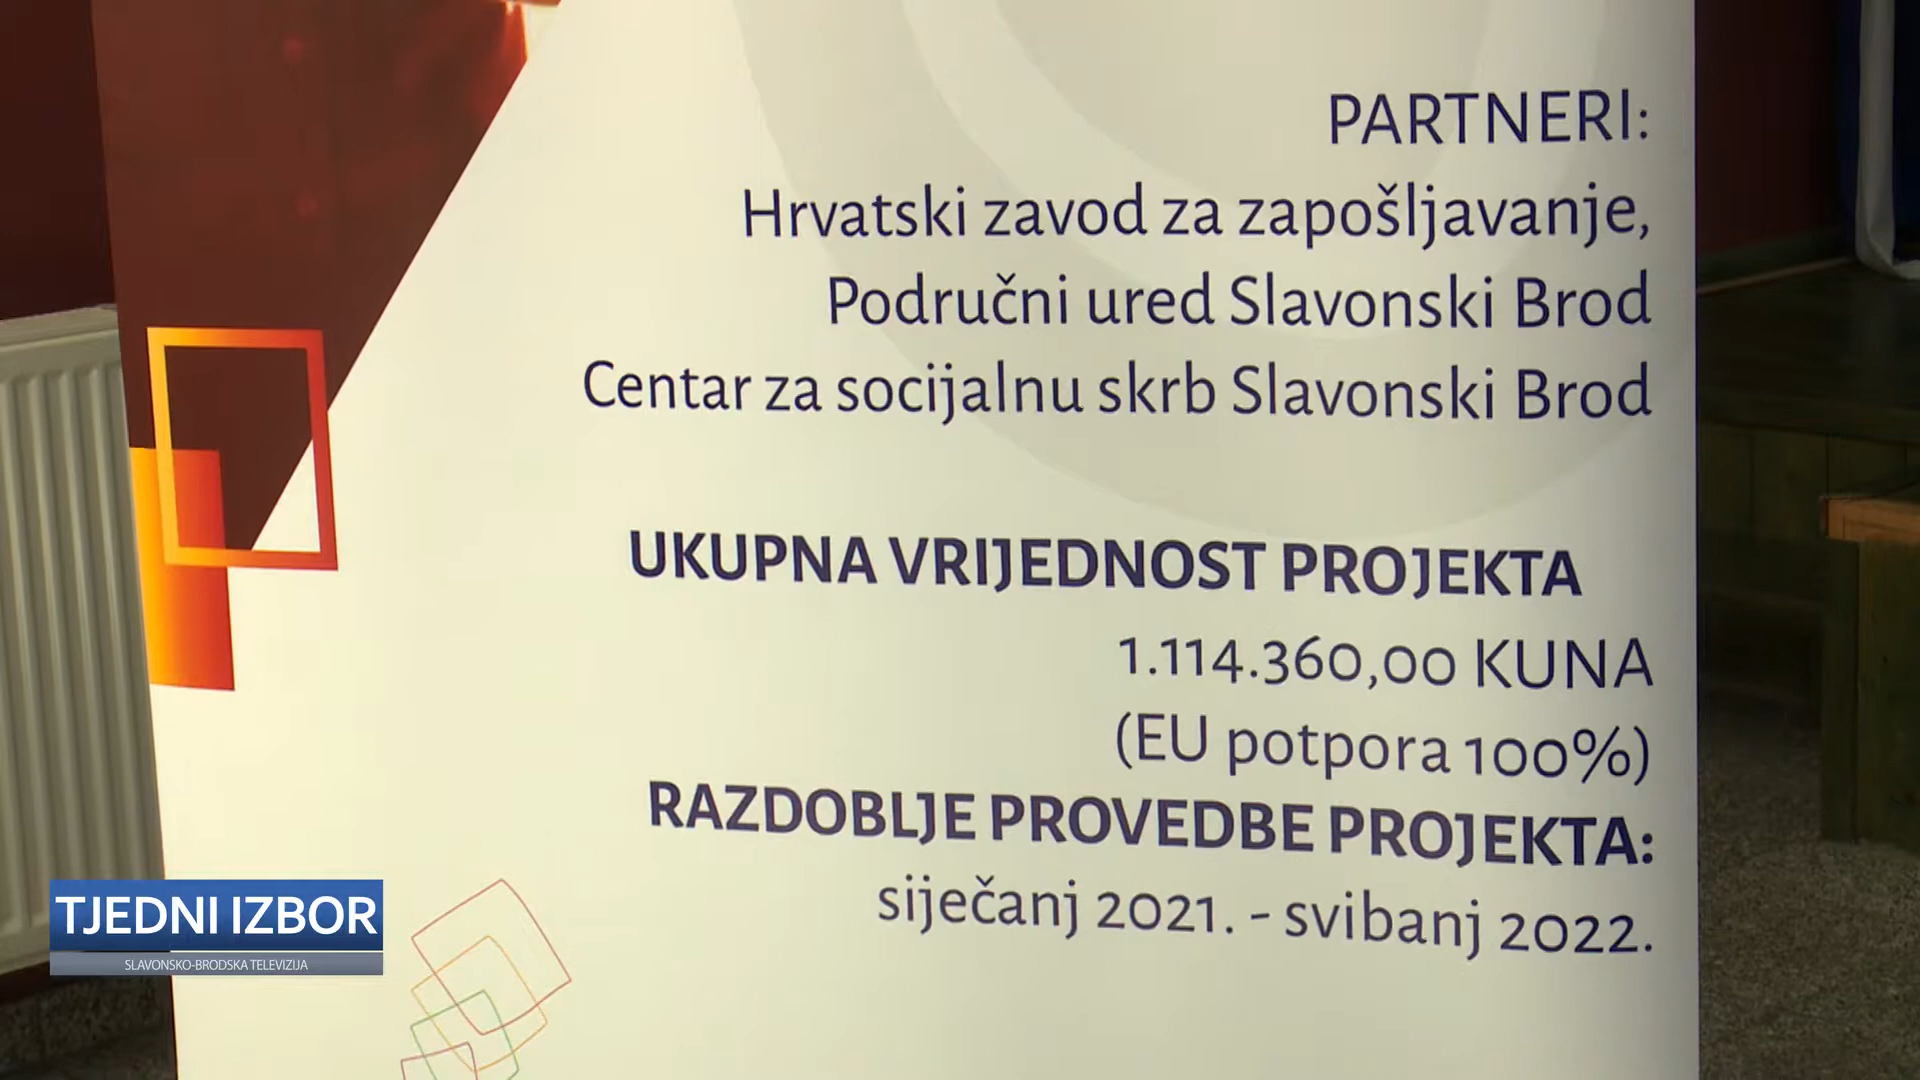 PARTNERI:
Hrvatski zavod za zapošljavanje,
Područni ured Slavonski Brod
Centar za socijalnu skrb Slavonski Brod
UKUPNA VRIJEDNOST PROJEKTA
1.114.360,00 KUNA
(EU potpora 100%)
RAZDOBLJE PROVEDBE PROJEKTA:
siječanj 2021. - svibanj 2022.
TJEDNI IZBOR
SLAVONSKO-BRODSKA TELEVIZIJA